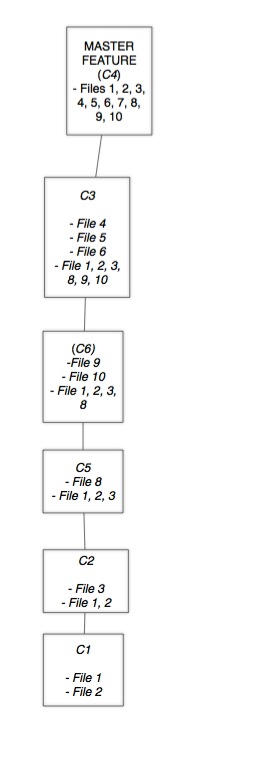 MASTER
FEATURE
(C4)
- Files 1, 2, 3,
4, 5, 6, 7, 8,
9, 10
C3
- File 4
- File 5
- File 6
- File 1, 2, 3,
8, 9, 10
(C6)
-File 9
- File 10
- File 1, 2, 3,
8
C5
- File 8
- File 1, 2, 3
C2
- File 3
- File 1, 2
C1
- File 1
- File 2